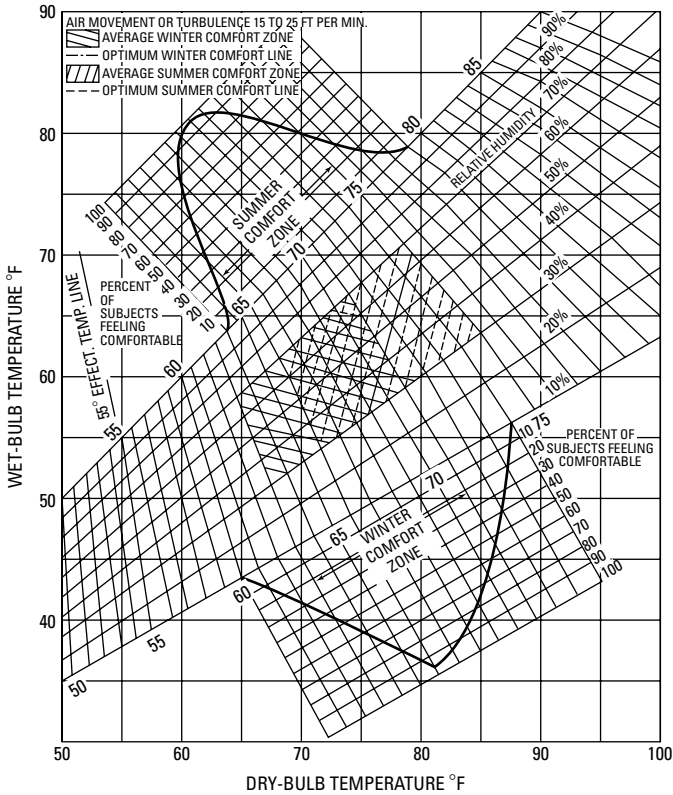 AIR MOVEMENT OR TURBULENCE 15 TO 25 FT PER MIN.
AVERAGE WINTER COMFORT ZONE
OPTIMUM WINTER COMFORT LINE
AVERAGE SUMMER COMFORT ZONE
OPTIMUM SUMMER COMFORT LINE
90
80
70
60
50
40
WET-BULB TEMPERATURE °F
85
80
75
70
65
60
55
50
90%
80%
70%
60%
50%
40%
30%
20%
10%
RELATIVE HUMIDITY
SUMMER
COMFORT
ZONE
100
90
80
70
60
50
40
30
20
10
PERCENT
OF
SUBJECTS
FEELING
COMFORTABLE
55° EFFECT. TEMP. LINE
55
60
65
70
75
WINTER
COMFORT
ZONE
10
20
30
40
50
60
70
80
90
100
PERCENT OF
SUBJECTS FEELING
COMFORTABLE
50
60
70
80
90
100
DRY-BULB TEMPERATURE °F